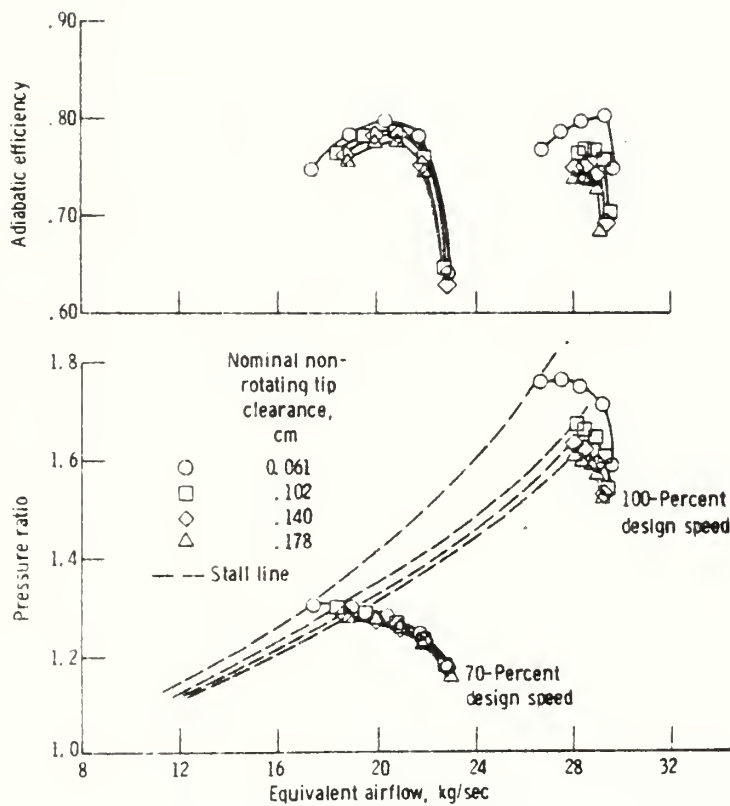 .90
.80
.70
.60
Adiabatic efficiency
1.8
1.6
1.4
1.2
1.0
Pressure ratio
Nominal non-
rotating tip
clearance,
cm
0.061
.102
.140
.178
Stall line
100-Percent
design speed
70-Percent
design speed
8 12 16 20 24 28 32
Equivalent airflow, kg/sec